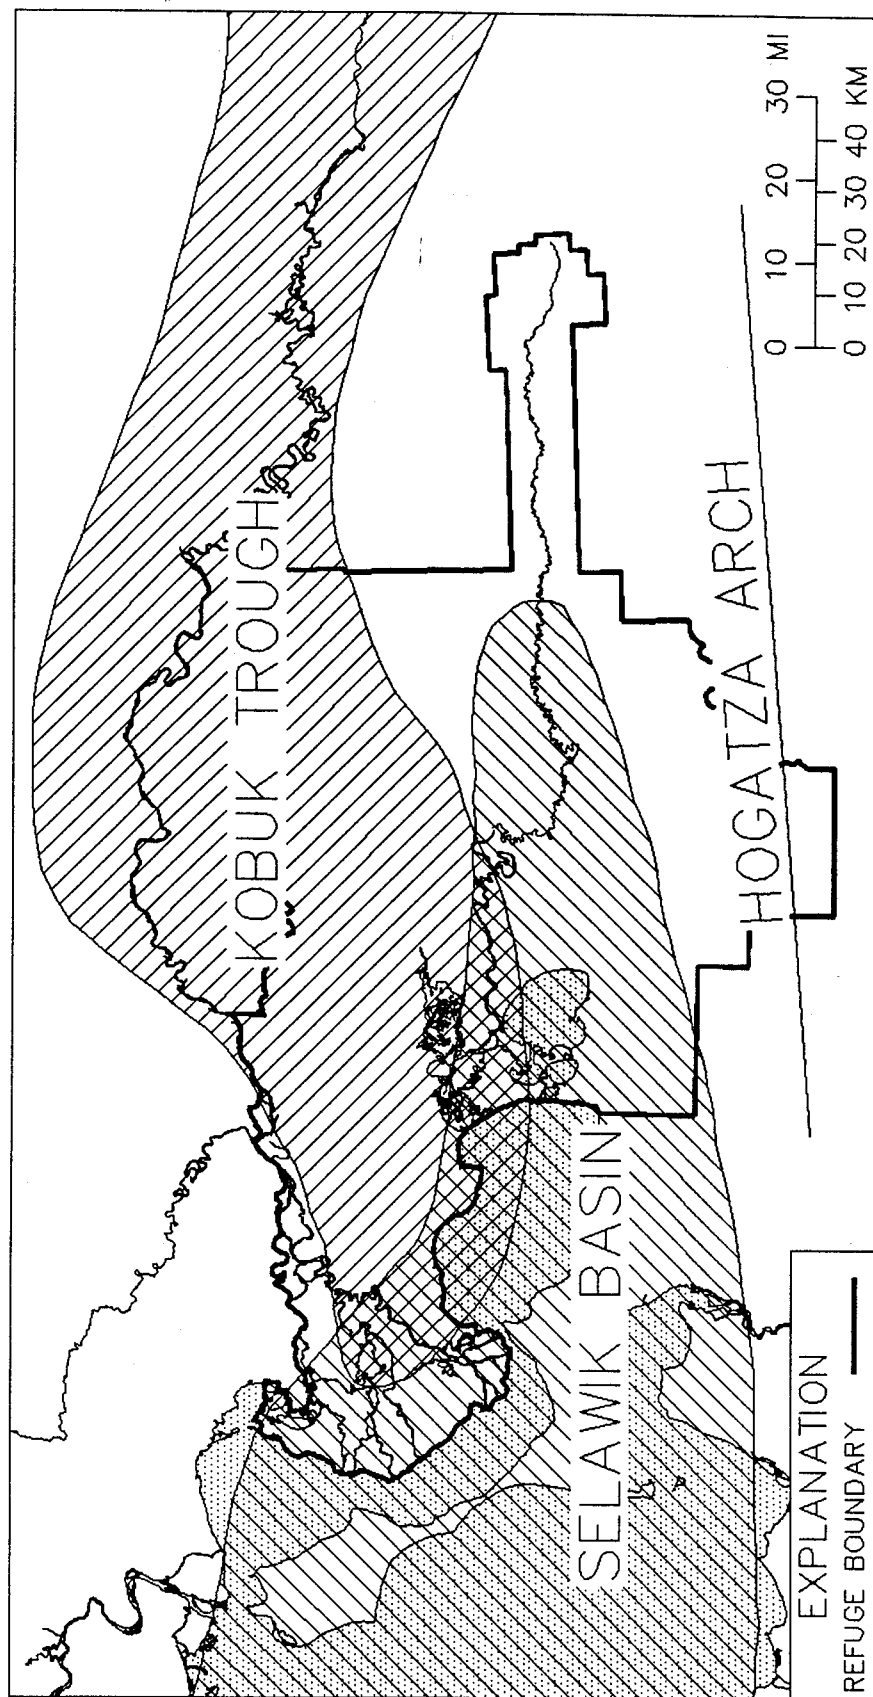 KOBUK TROUGH
SELAWIK BASIN
HOGATZA ARCH
0 10 20 30 MI
0 10 20 30 40 KM
EXPLANATION
REFUGE BOUNDARY